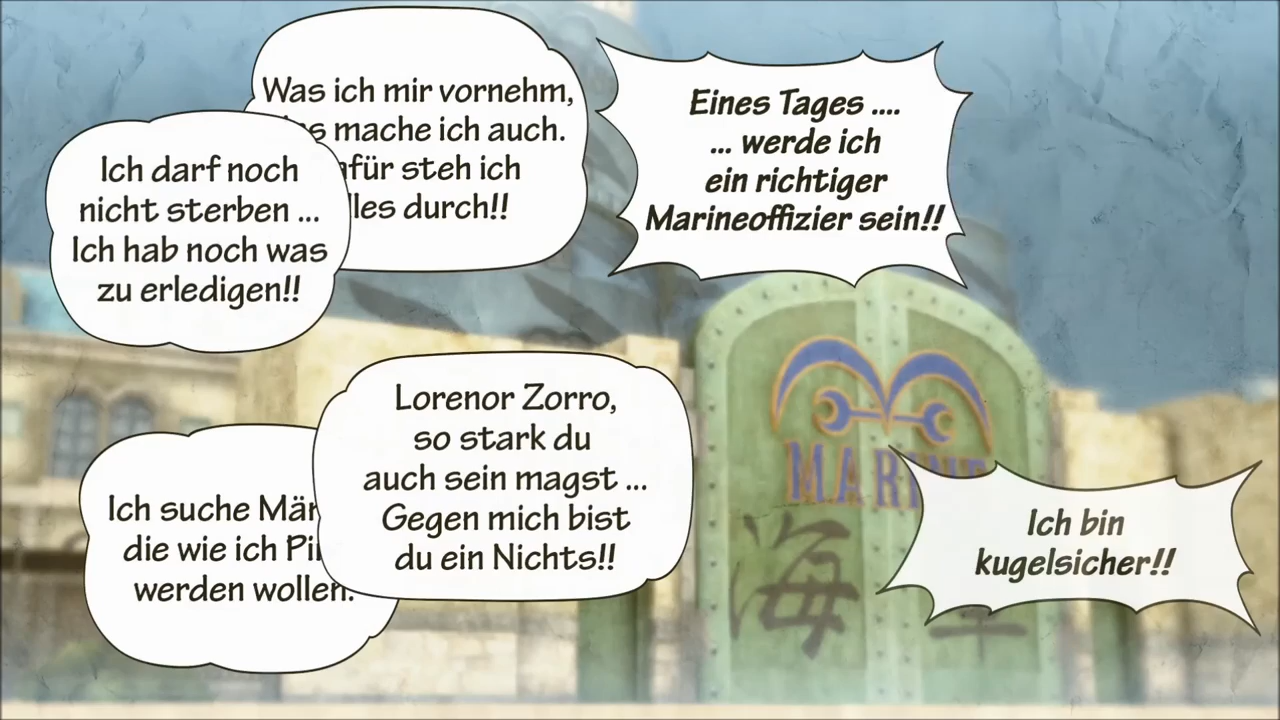 Was ich mir vornehm,
mache ich auch.
steh ich
durch!!
Eines Tages ....
... werde ich
ein richtiger
Marineoffizier sein!!
Ich darf noch
nicht sterben ...
Ich hab noch was
zu erledigen!!
Lorenor Zorro,
so stark du
auch sein magst ...
Gegen mich bist
du ein Nichts!!
Ich suche
die wie ich
werden wollen.
Ich bin
kugelsicher!!
海